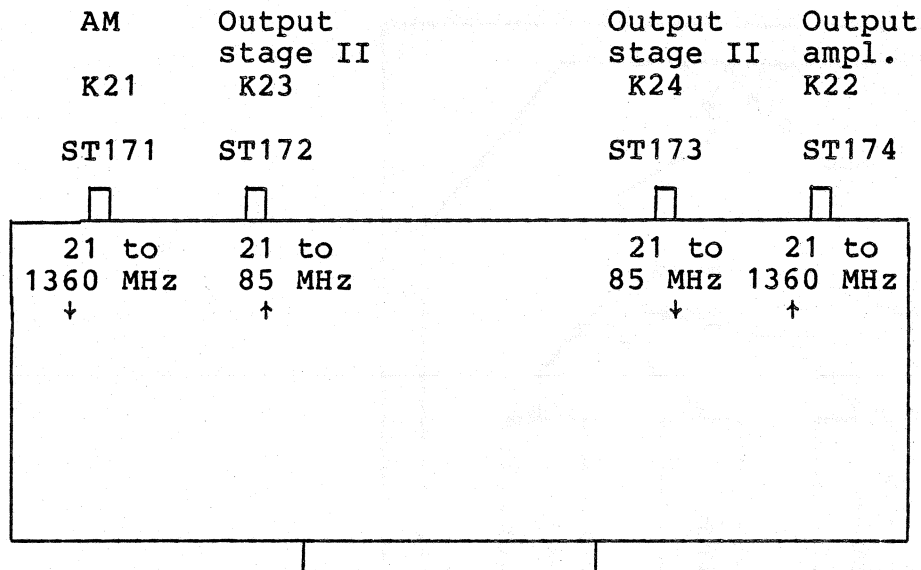 AM Output Output Output
stage II stage II ampl.
K21 K23 K24 K22
ST171 ST172 ST173 ST174
21 to 21 to 21 to 21 to
1360 MHz 85 MHz 85 MHz 1360 MHz
↓ ↑ ↓ ↑